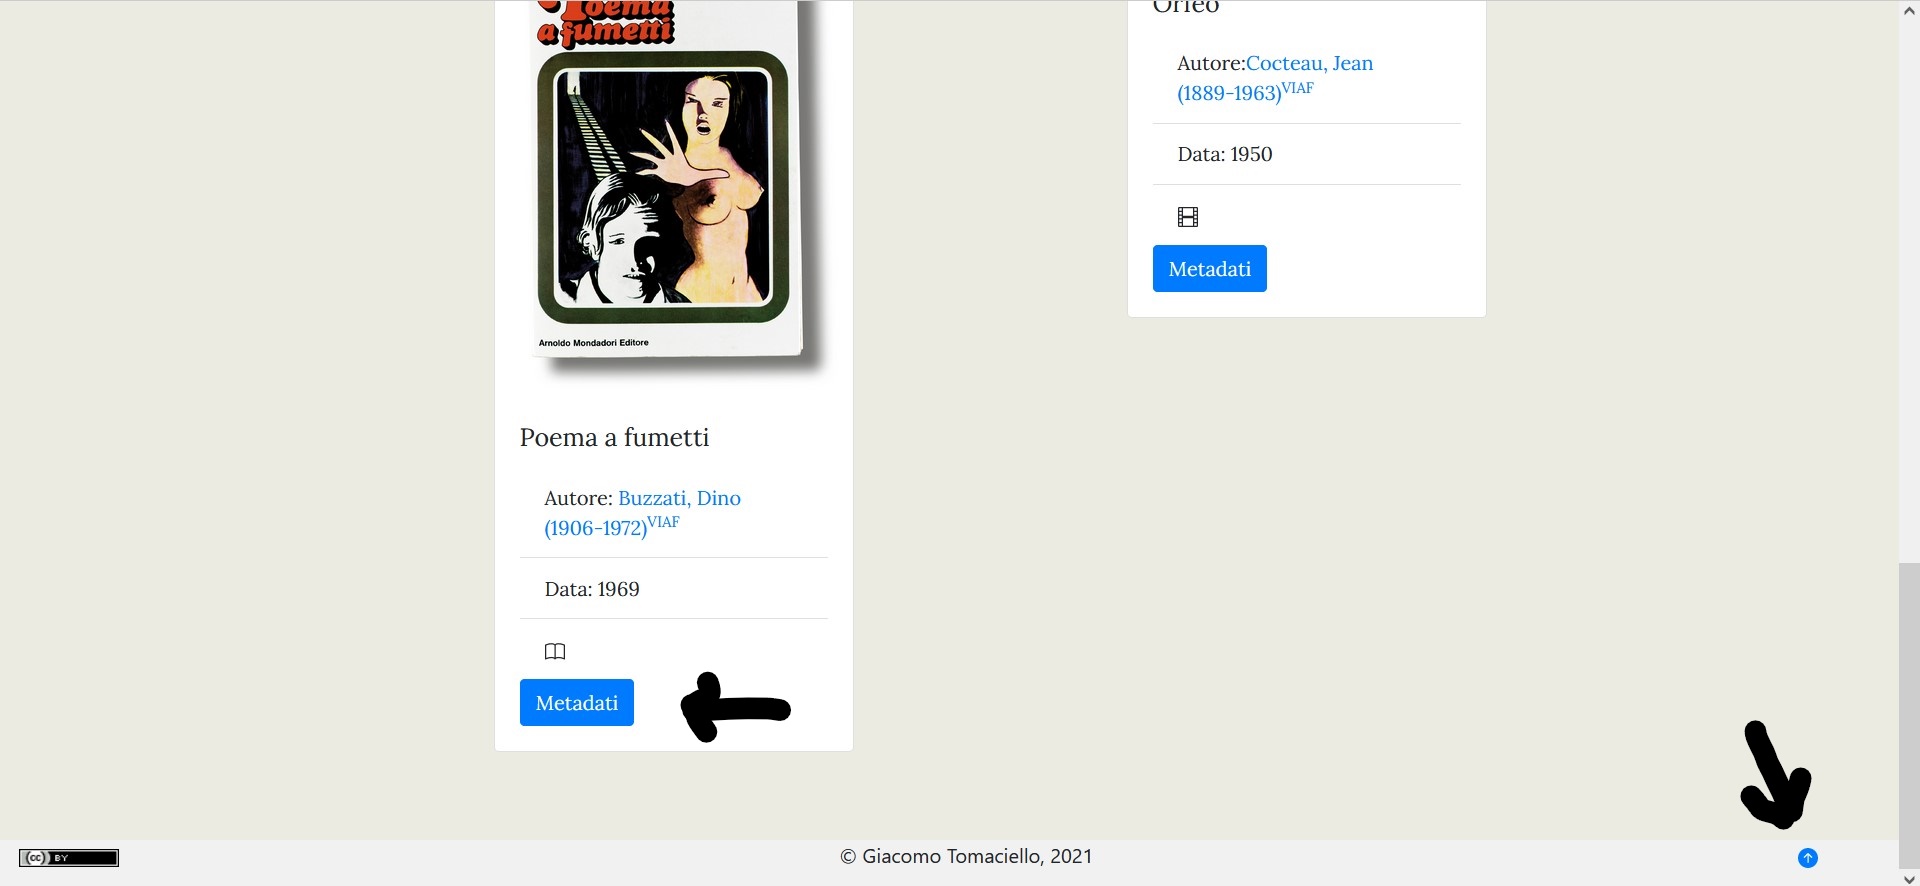 Poema
a fumetti
Arnoldo Mondadori Editore
Poema a fumetti
Autore: Buzzati, Dino
(1906-1972)VIAF
Data: 1969
Metadati
Orfeo
Autore:Cocteau, Jean
(1889-1963)VIAF
Data: 1950
Metadati
cc BY
© Giacomo Tomaciello, 2021